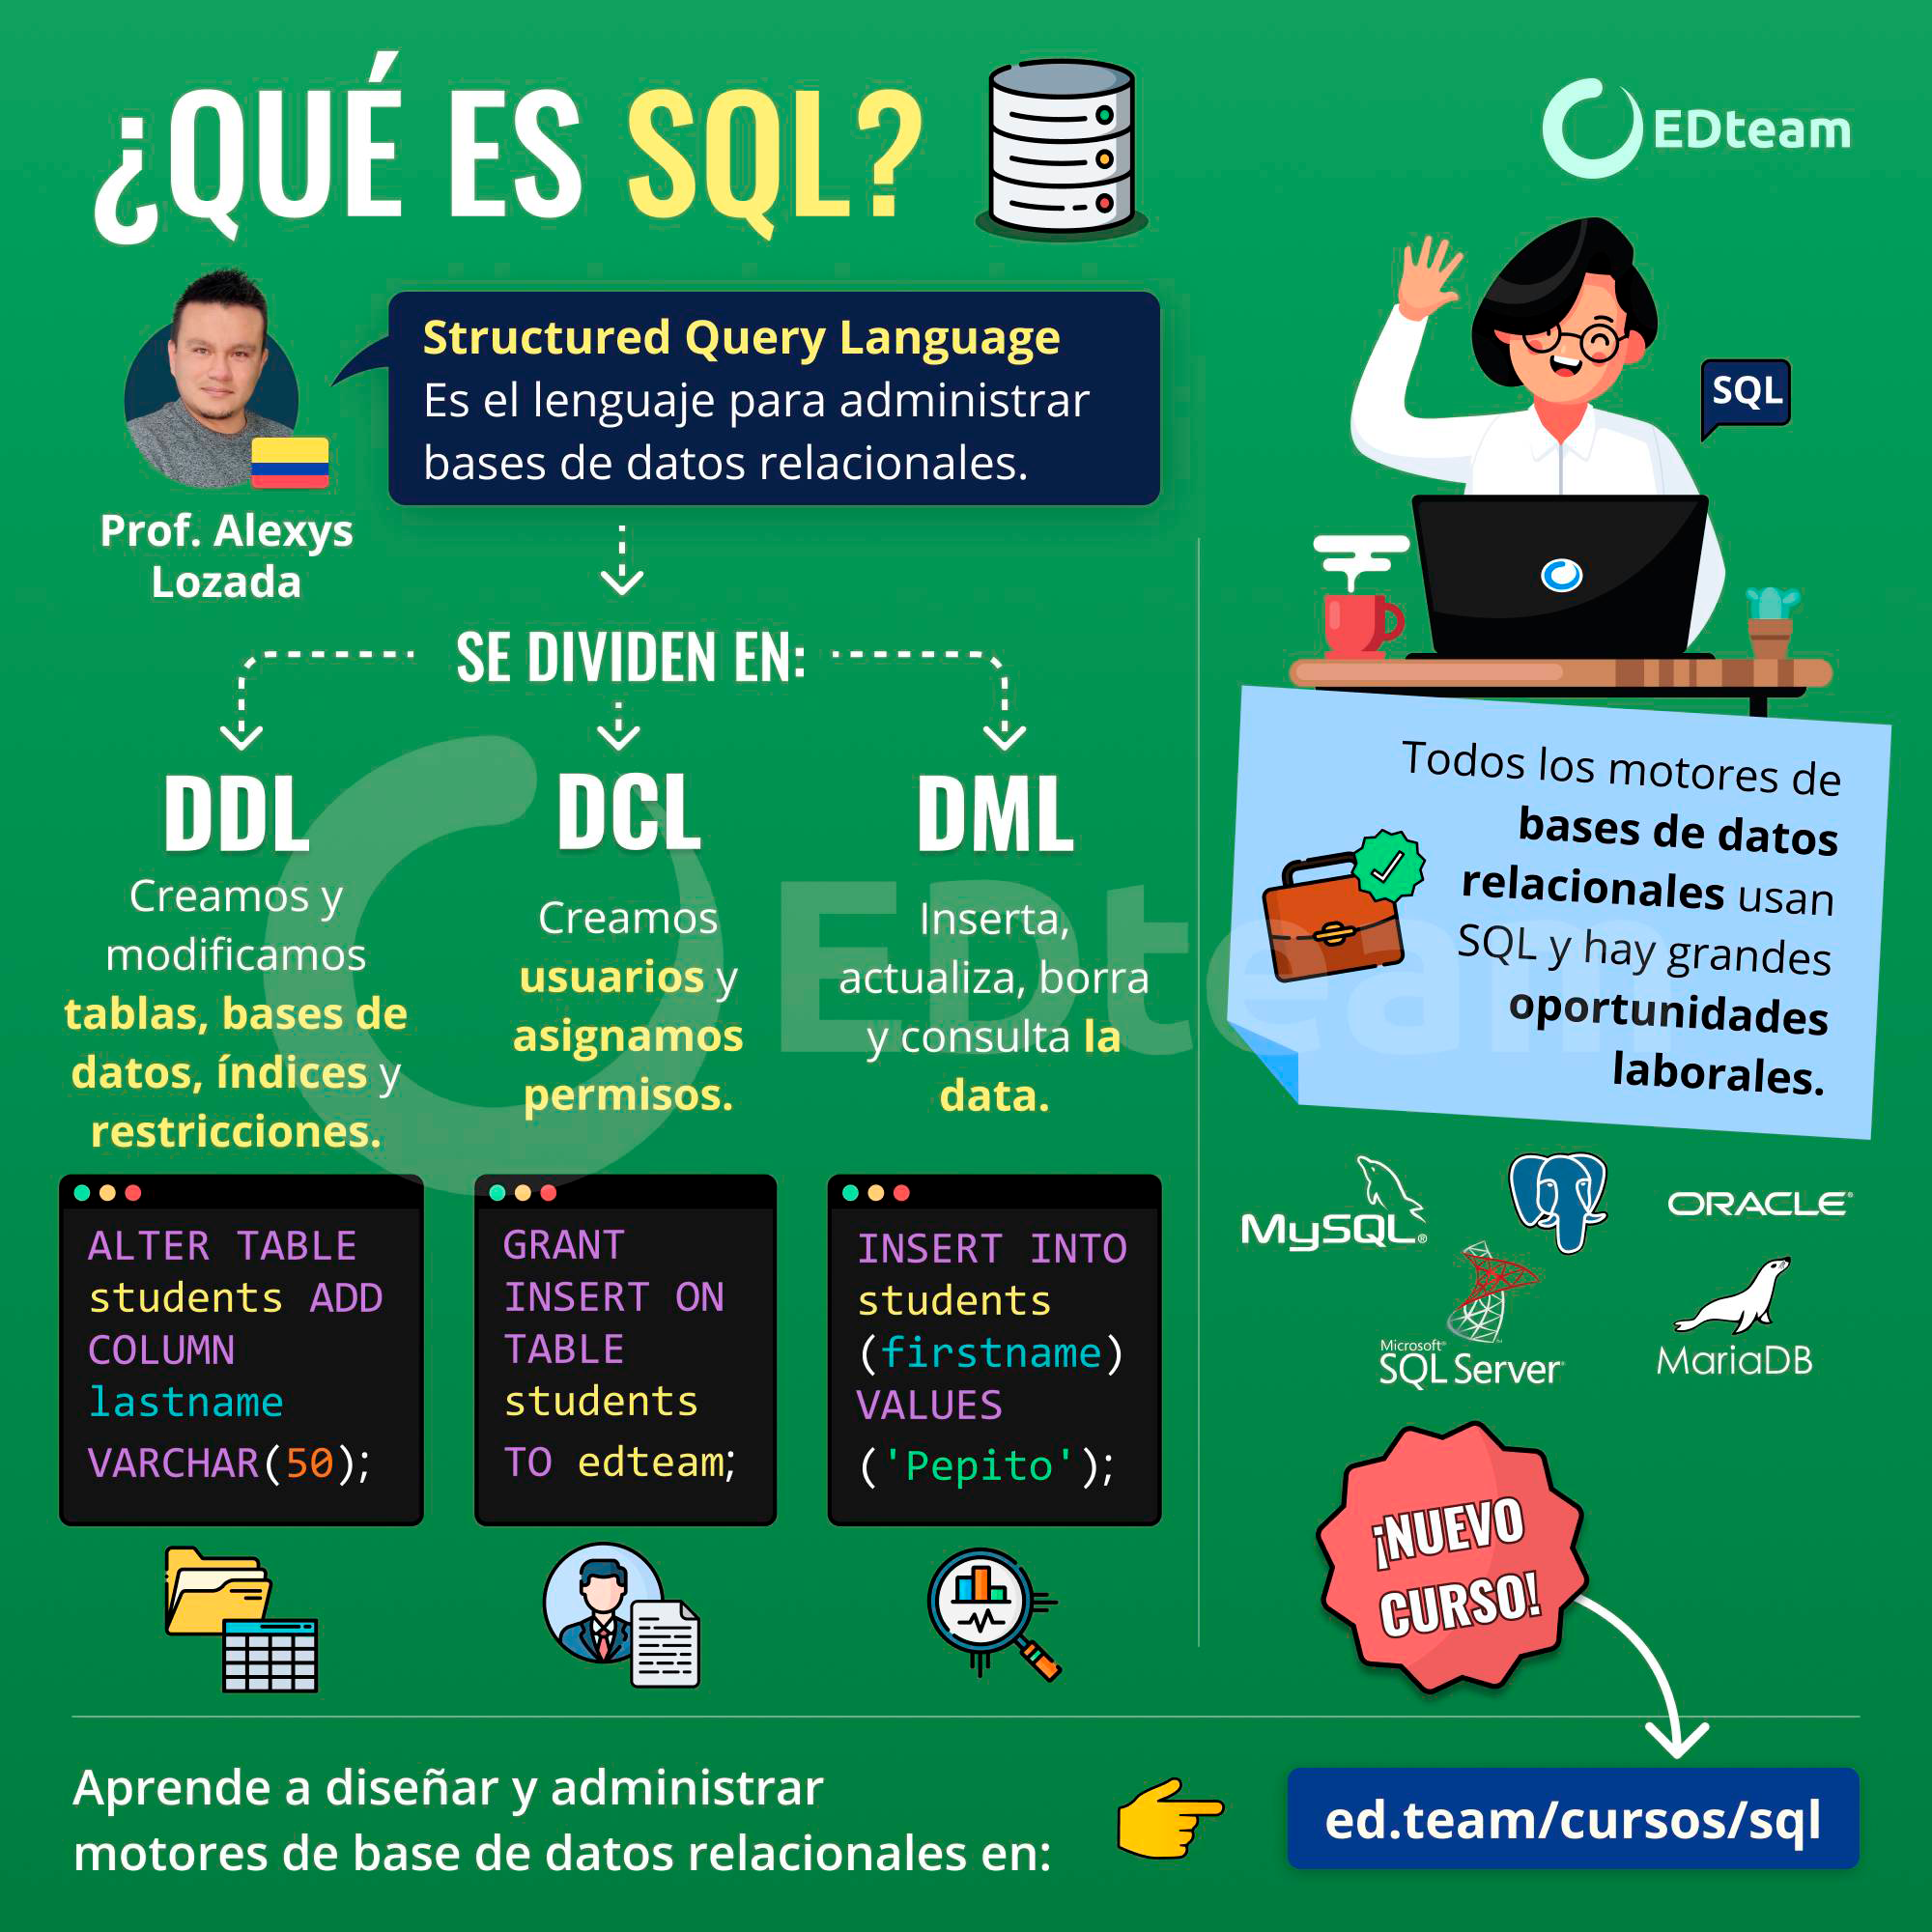 ¿QUÉ ES SQL?
EDteam
Structured Query Language
Es el lenguaje para administrar
bases de datos relacionales.
Prof. Alexys
Lozada
SQL
SE DIVIDEN EN:
DDL
Creamos y
modificamos
tablas, bases de
datos, índices y
restricciones.
ALTER TABLE
students ADD
COLUMN
lastname
VARCHAR(50);
DCL
Creamos
usuarios y
asignamos
permisos.
GRANT
INSERT ON
TABLE
students
TO edteam;
DML
Inserta,
actualiza, borra
y consulta la
data.
INSERT INTO
students
(firstname)
VALUES
('Pepito');
EDteam
Todos los motores de
bases de datos
relacionales usan
SQL y hay grandes
oportunidades
laborales.
MySQL®
ORACLE®
Microsoft®
SQL Server®
MariaDB
¡NUEVO
CURSO!
Aprende a diseñar y administrar
motores de base de datos relacionales en:
ed.team/cursos/sql